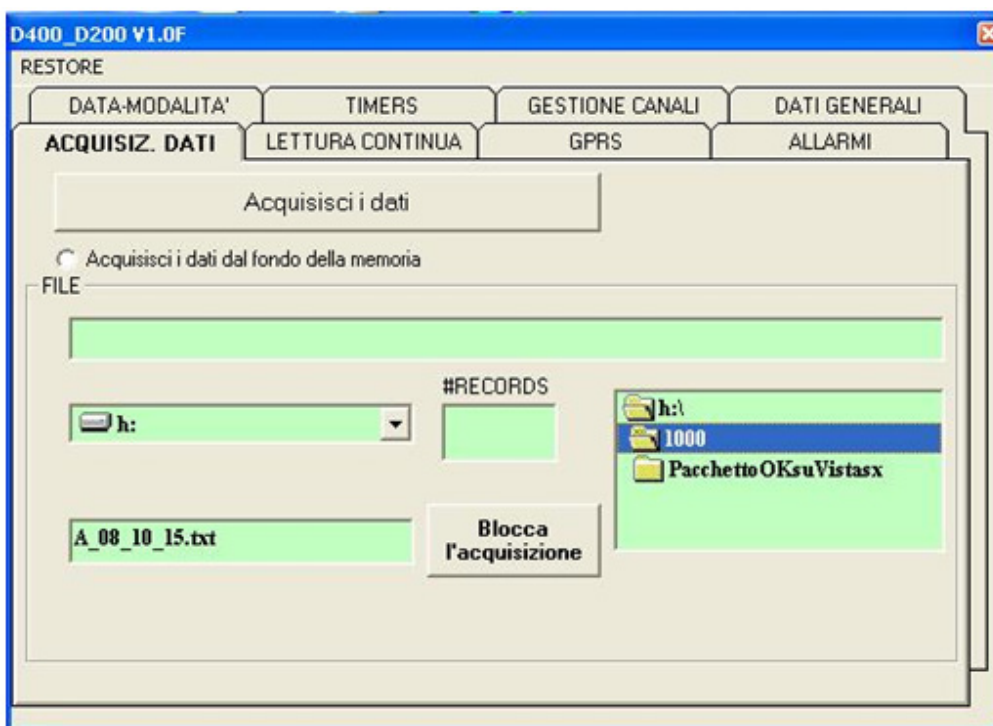 D400_D200 V1.0F
RESTORE
DATA-MODALITA' TIMERS GESTIONE CANALI DATI GENERALI
ACQUISIZ. DATI LETTURA CONTINUA GPRS ALLARMI
Acquisisci i dati
Acquisisci i dati dal fondo della memoria
FILE
#RECORDS
h:
h:\
1000
PacchettoOKsuVistasx
A_08_10_15.txt
Blocca
l'acquisizione